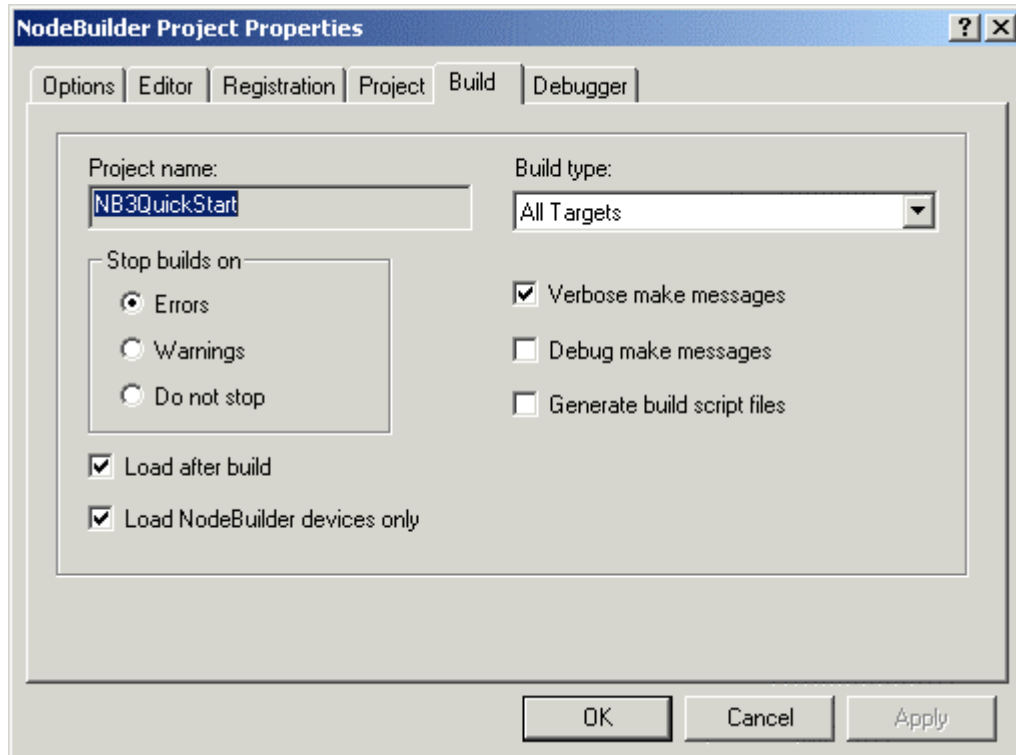 NodeBuilder Project Properties
Options Editor Registration Project Build Debugger
Project name:
NB3QuickStart
Build type:
All Targets
Stop builds on
Errors
Warnings
Do not stop
Verbose make messages
Debug make messages
Generate build script files
Load after build
Load NodeBuilder devices only
OK Cancel Apply